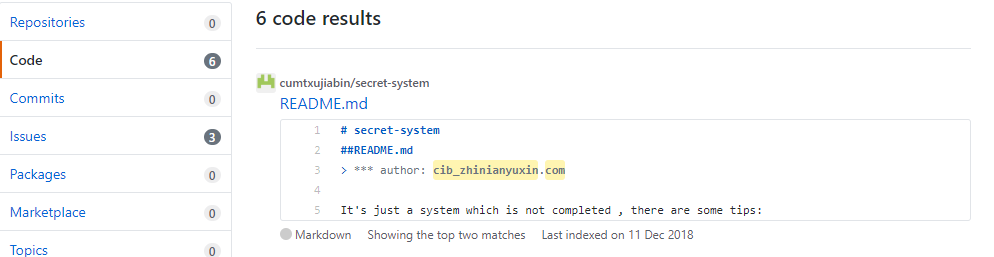 Repositories 0
Code 6
Commits 0
Issues 3
Packages 0
Marketplace 0
Topics 0
6 code results
cumtxujiabin/secret-system
README.md
1 # secret-system
2 ##README.md
3 > *** author: cib_zhinianyuxin.com
4
5 It's just a system which is not completed , there are some tips:
Markdown Showing the top two matches Last indexed on 11 Dec 2018